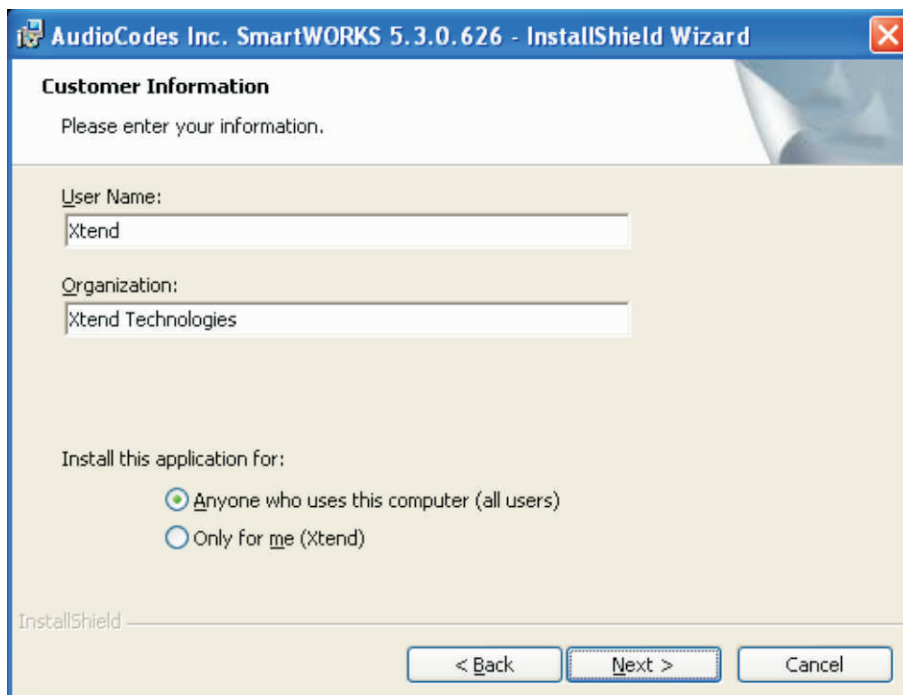 AudioCodes Inc. SmartWORKS 5.3.0.626 - InstallShield Wizard
Customer Information
Please enter your information.
User Name:
Xtend
Organization:
Xtend Technologies
Install this application for:
Anyone who uses this computer (all users)
Only for me (Xtend)
InstallShield
< Back
Next >
Cancel